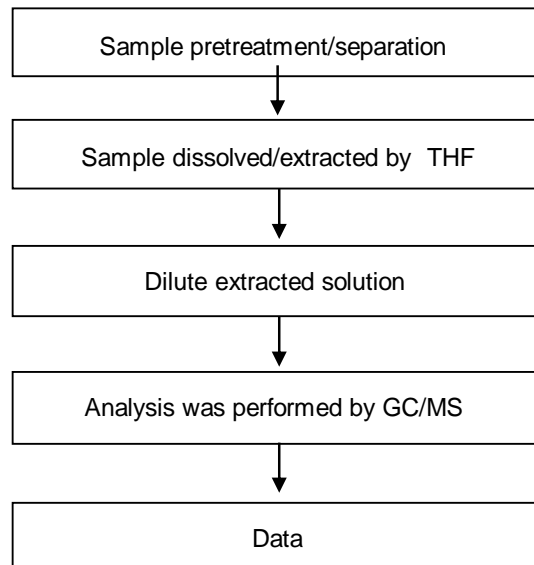 Sample pretreatment/separation
Sample dissolved/extracted by THF
Dilute extracted solution
Analysis was performed by GC/MS
Data